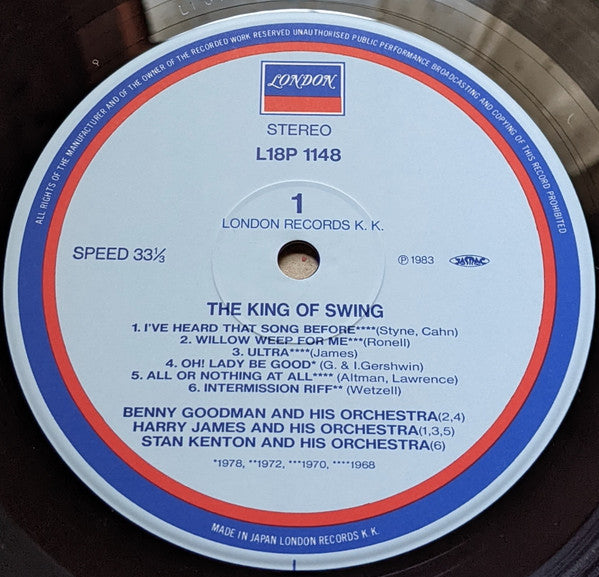 ALL RIGHTS OF THE MANUFACTURER AND OF THE OWNER OF THE RECORDED WORK RESERVED UNAUTHORISED PUBLIC PERFORMANCE BROADCASTING AND COPYING OF THIS RECORD PROHIBITED
LONDON
STEREO
L18P 1148
1
LONDON RECORDS K. K.
SPEED 33⅓
Ⓟ 1983
JASRAC
THE KING OF SWING
1. I'VE HEARD THAT SONG BEFORE****(Styne, Cahn)
2. WILLOW WEEP FOR ME***(Ronell)
3. ULTRA****(James)
4. OH! LADY BE GOOD* (G. & I.Gershwin)
5. ALL OR NOTHING AT ALL**** (Altman, Lawrence)
6. INTERMISSION RIFF** (Wetzell)
BENNY GOODMAN AND HIS ORCHESTRA(2,4)
HARRY JAMES AND HIS ORCHESTRA(1,3,5)
STAN KENTON AND HIS ORCHESTRA(6)
*1978, **1972, ***1970, ****1968
MADE IN JAPAN LONDON RECORDS K. K.